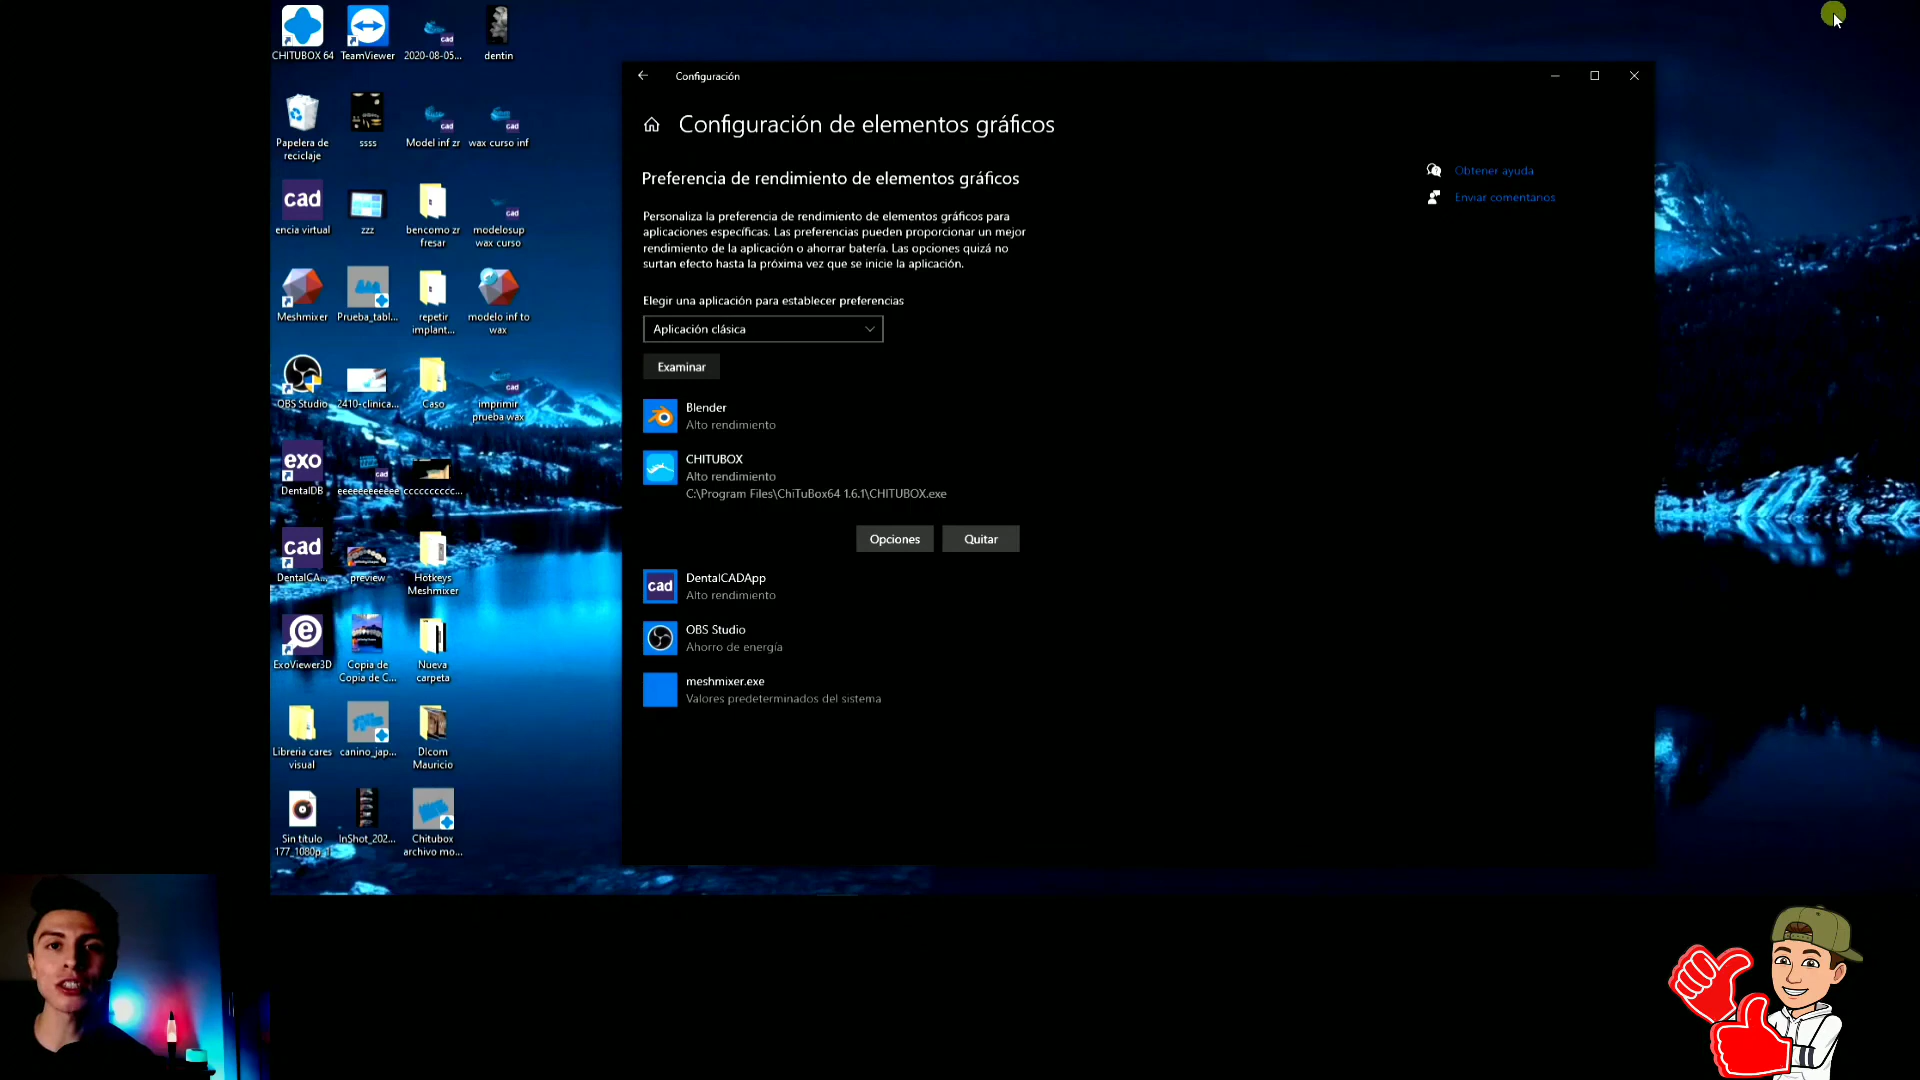 CHITUBOX 64
TeamViewer
2020-08-05...
dentin
Papelera de
reciclaje
ssss
cad
Model inf zr
cad
wax curso inf
cad
encia virtual
zzz
bencomo zr
fresar
cad
modelosup
wax curso
Meshmixer
Prueba_tabl...
repetir
implant...
modelo inf to
wax
OBS Studio
2410-clinica...
Caso
cad
imprimir
prueba wax
exo
DentalDB
cad
eeeeeeeeeee
cccccccccc...
cad
DentalCA...
preview
Hotkeys
Meshmixer
ExoViewer3D
Copia de
Copia de C...
Nueva
carpeta
Libreria cares
visual
canino_jap...
DIcom
Mauricio
Sin título
177_1080p_1
InShot_202...
Chitubox
archivo mo...
Configuración
Configuración de elementos gráficos
Preferencia de rendimiento de elementos gráficos
Personaliza la preferencia de rendimiento de elementos gráficos para
aplicaciones específicas. Las preferencias pueden proporcionar un mejor
rendimiento de la aplicación o ahorrar batería. Las opciones quizá no
surtan efecto hasta la próxima vez que se inicie la aplicación.
Elegir una aplicación para establecer preferencias
Aplicación clásica
Examinar
Blender
Alto rendimiento
CHITUBOX
Alto rendimiento
C:\Program Files\ChiTuBox64 1.6.1\CHITUBOX.exe
Opciones
Quitar
cad
DentalCADApp
Alto rendimiento
OBS Studio
Ahorro de energía
meshmixer.exe
Valores predeterminados del sistema
Obtener ayuda
Enviar comentarios